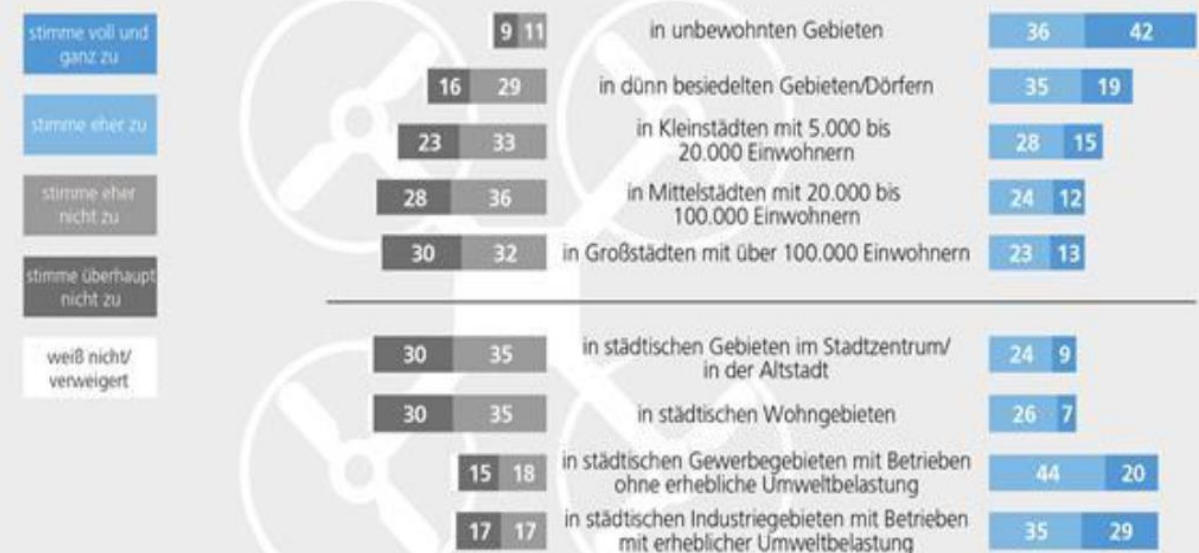 stimme voll und
ganz zu
stimme eher zu
stimme eher
nicht zu
stimme überhaupt
nicht zu
weiß nicht/
verweigert
9 11 in unbewohnten Gebieten 36 42
16 29 in dünn besiedelten Gebieten/Dörfern 35 19
23 33 in Kleinstädten mit 5.000 bis
20.000 Einwohnern 28 15
28 36 in Mittelstädten mit 20.000 bis
100.000 Einwohnern 24 12
30 32 in Großstädten mit über 100.000 Einwohnern 23 13
30 35 in städtischen Gebieten im Stadtzentrum/
in der Altstadt 24 9
30 35 in städtischen Wohngebieten 26 7
15 18 in städtischen Gewerbegebieten mit Betrieben
ohne erhebliche Umweltbelastung 44 20
17 17 in städtischen Industriegebieten mit Betrieben
mit erheblicher Umweltbelastung 35 29